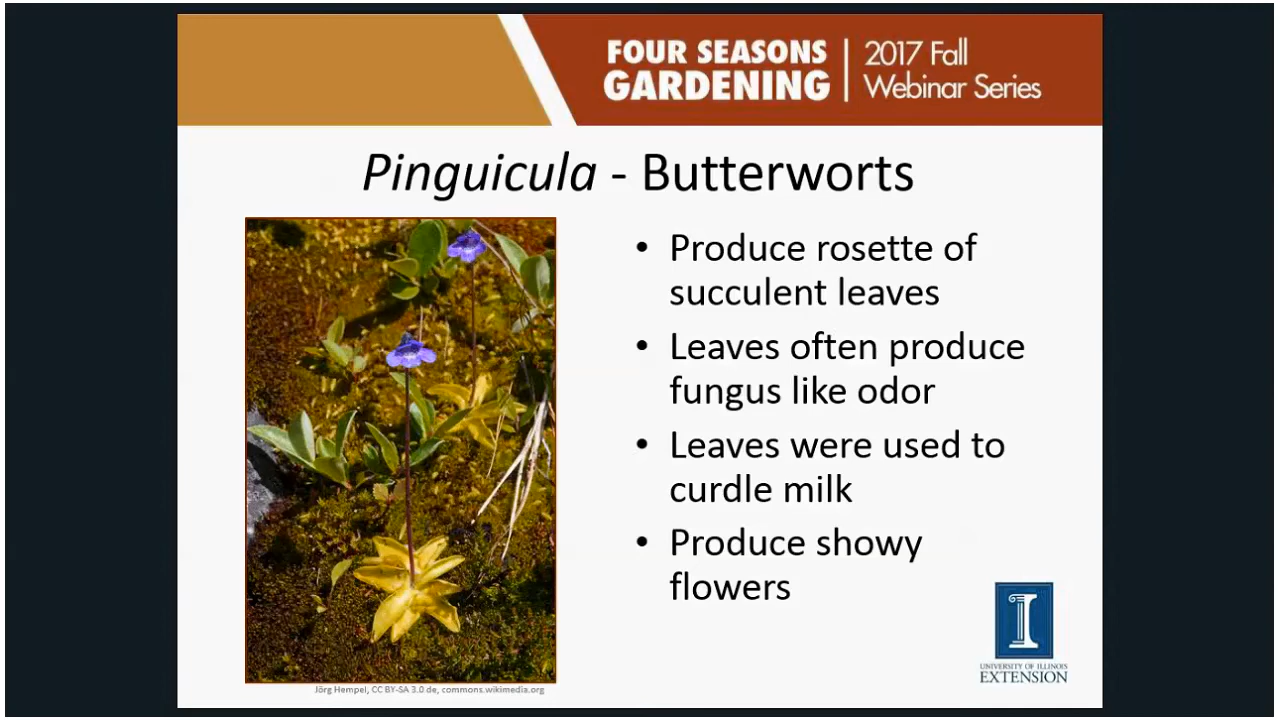 FOUR SEASONS
GARDENING
2017 Fall
Webinar Series
Pinguicula - Butterworts
• Produce rosette of
succulent leaves
• Leaves often produce
fungus like odor
• Leaves were used to
curdle milk
• Produce showy
flowers
Jörg Hempel, CC BY-SA 3.0 de, commons.wikimedia.org
I
UNIVERSITY OF ILLINOIS
EXTENSION